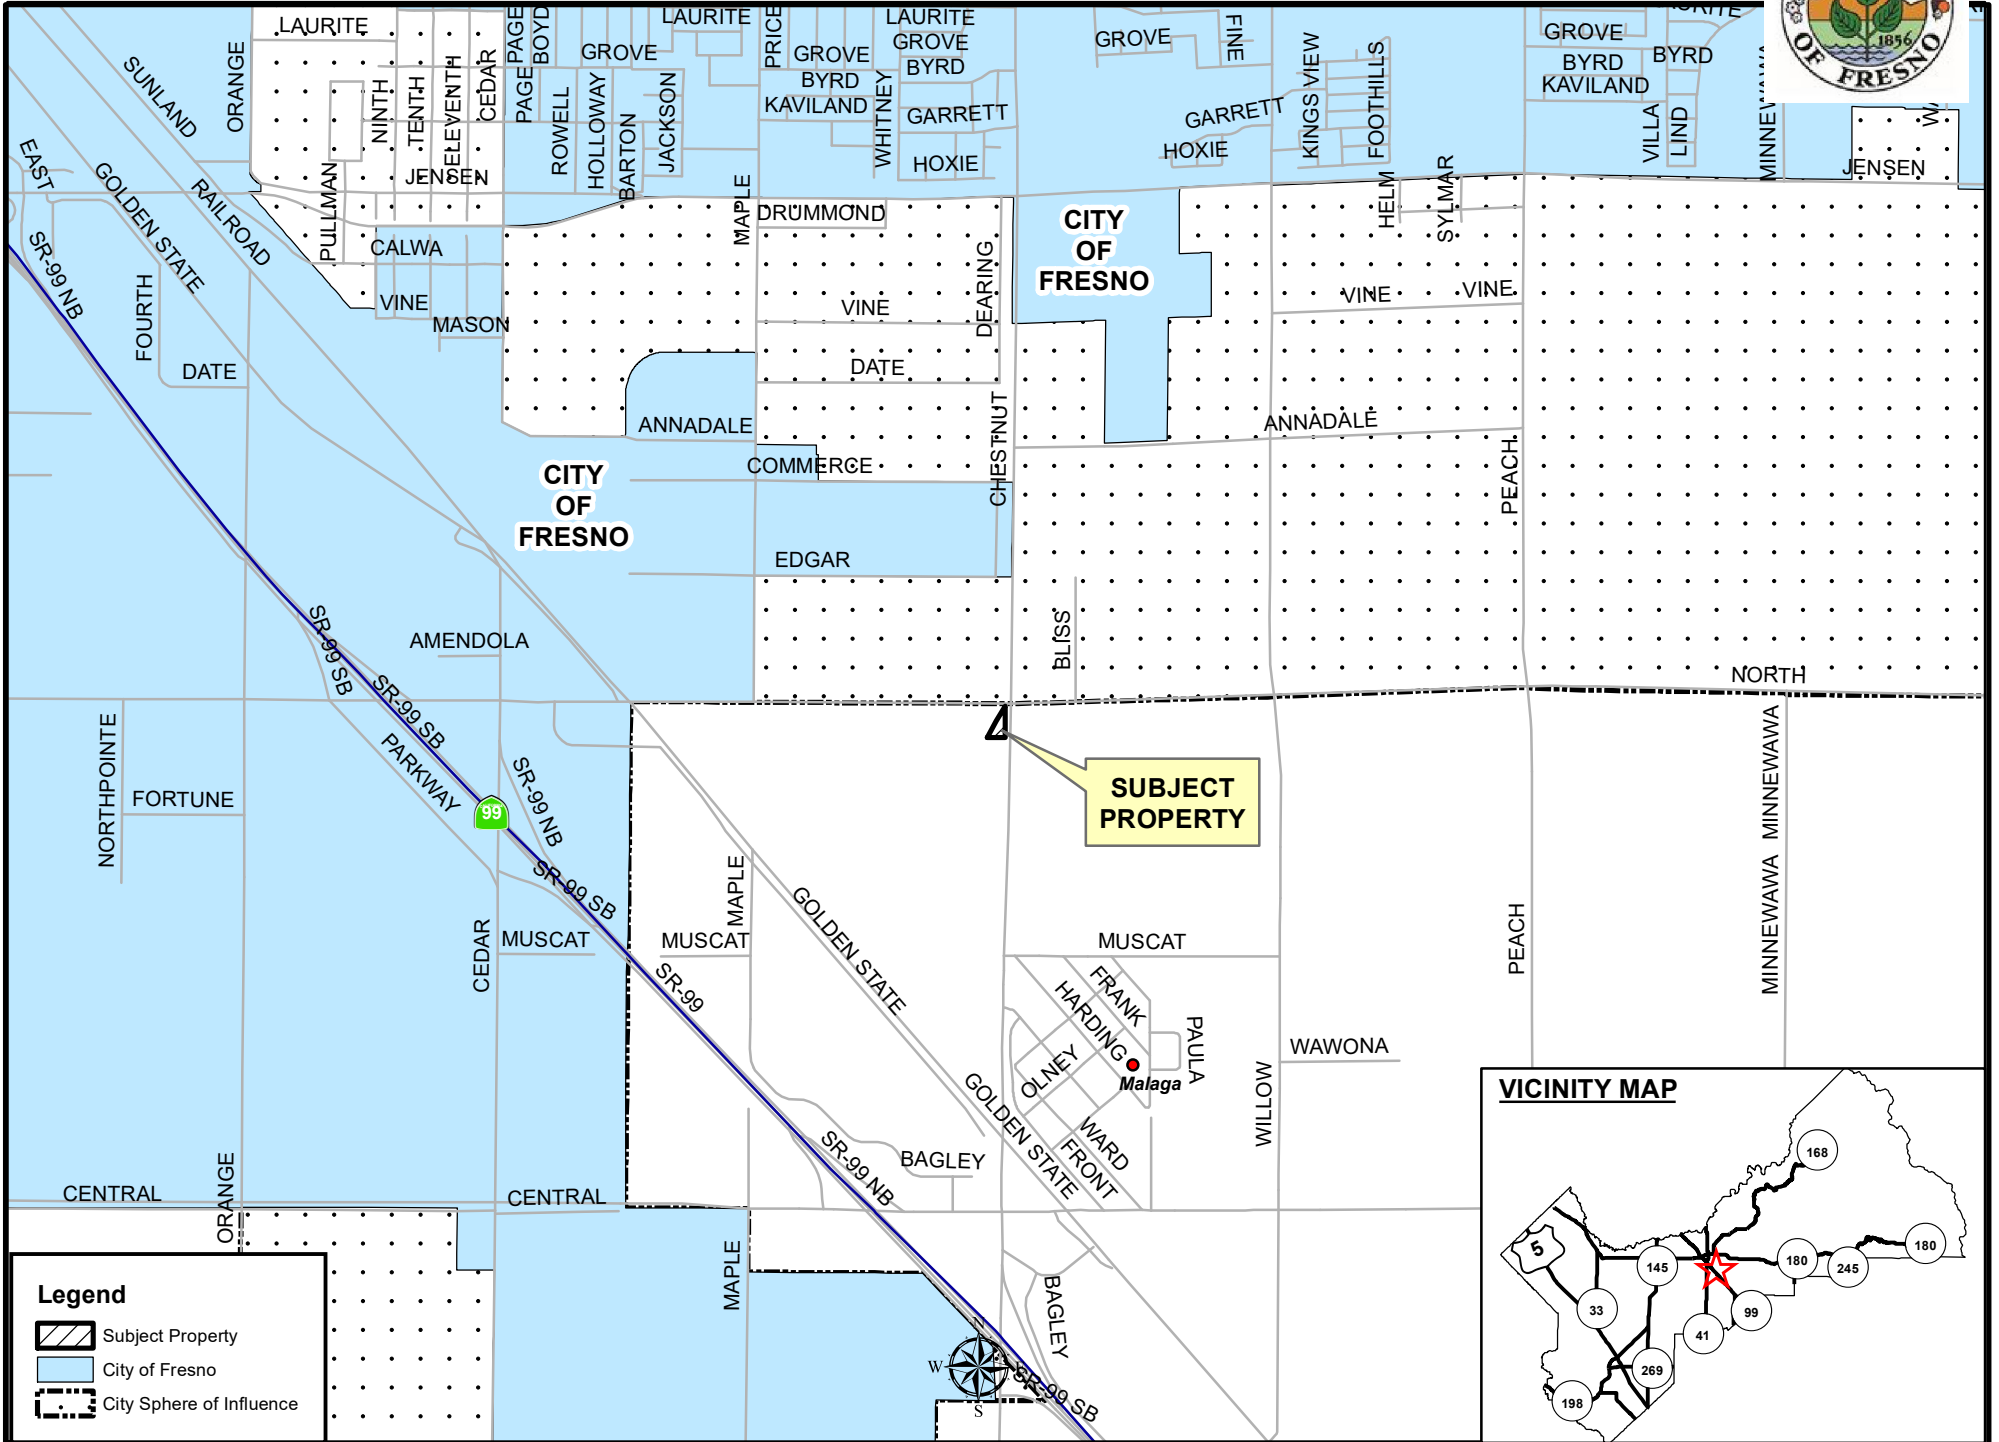 LAURITE
PAGE
BOYD
LAURITE
PRICE
LAURITE
FINE
1856
OF FRESNO
ORANGE
SUNLAND
NINTH
TENTH
SELEVENTH
CEDAR
PAGE
GROVE
ROWELL
HOLLOWAY
BARTON
JACKSON
GROVE
BYRD
KAVILAND
WHITNEY
GROVE
BYRD
GARRETT
HOXIE
GROVE
GARRETT
HOXIE
KINGS VIEW
FOOTHILLS
GROVE
BYRD
KAVILAND
BYRD
VILLA
LIND
MINNEWAWA
JENSEN
EAST
GOLDEN STATE
RAILROAD
PULLMAN
JENSEN
CALWA
VINE
MASON
MAPLE
DRUMMOND
DEARING
CITY
OF
FRESNO
HELM
SYLMAR
VINE
VINE
SR-99 NB
FOURTH
DATE
VINE
DATE
ANNADALE
COMMERCE
CHESTNUT
ANNADALE
PEACH
CITY
OF
FRESNO
EDGAR
BLISS
AMENDOLA
SR-99 SB
SR-99 SB
NORTH
NORTHPOINTE
FORTUNE
PARKWAY
99
SR-99 NB
SR-99 SB
SUBJECT
PROPERTY
MINNEWAWA
MINNEWAWA
CEDAR
MUSCAT
MUSCAT
MAPLE
GOLDEN STATE
SR-99
MUSCAT
FRANK
HARDING
OLNEY
PAULA
Malaga
WARD
FRONT
GOLDEN STATE
WILLOW
WAWONA
PEACH
CENTRAL
ORANGE
CENTRAL
SR-99 NB
BAGLEY
MAPLE
BAGLEY
SR-99 SB
N
W
S
VICINITY MAP
168
5
145
180
245
180
33
99
41
269
198
Legend
Subject Property
City of Fresno
City Sphere of Influence